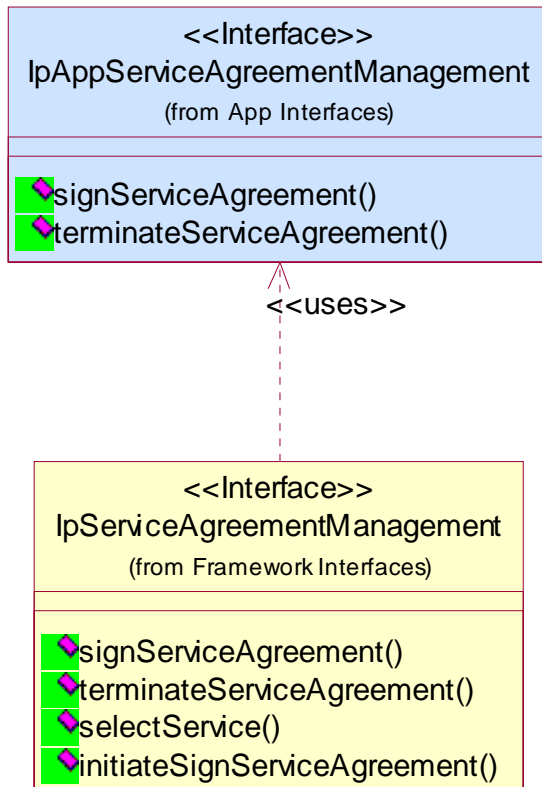 <<Interface>>
IpAppServiceAgreementManagement
(from App Interfaces)
signServiceAgreement()
terminateServiceAgreement()
<<uses>>
<<Interface>>
IpServiceAgreementManagement
(from Framework Interfaces)
signServiceAgreement()
terminateServiceAgreement()
selectService()
initiateSignServiceAgreement()